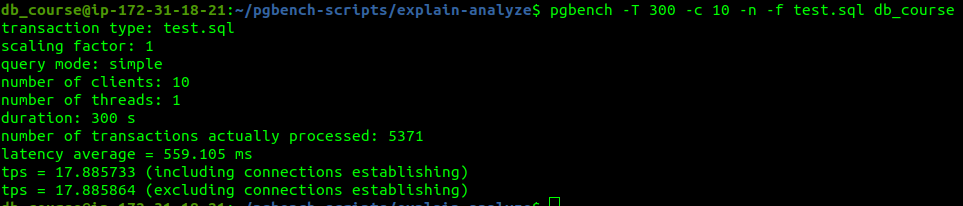 db_course@ip-172-31-18-21:~/pgbench-scripts/explain-analyze$ pgbench -T 300 -c 10 -n -f test.sql db_course
transaction type: test.sql
scaling factor: 1
query mode: simple
number of clients: 10
number of threads: 1
duration: 300 s
number of transactions actually processed: 5371
latency average = 559.105 ms
tps = 17.885733 (including connections establishing)
tps = 17.885864 (excluding connections establishing)
db_course@ip-172-31-18-21:~/pgbench-scripts/explain-analyze$